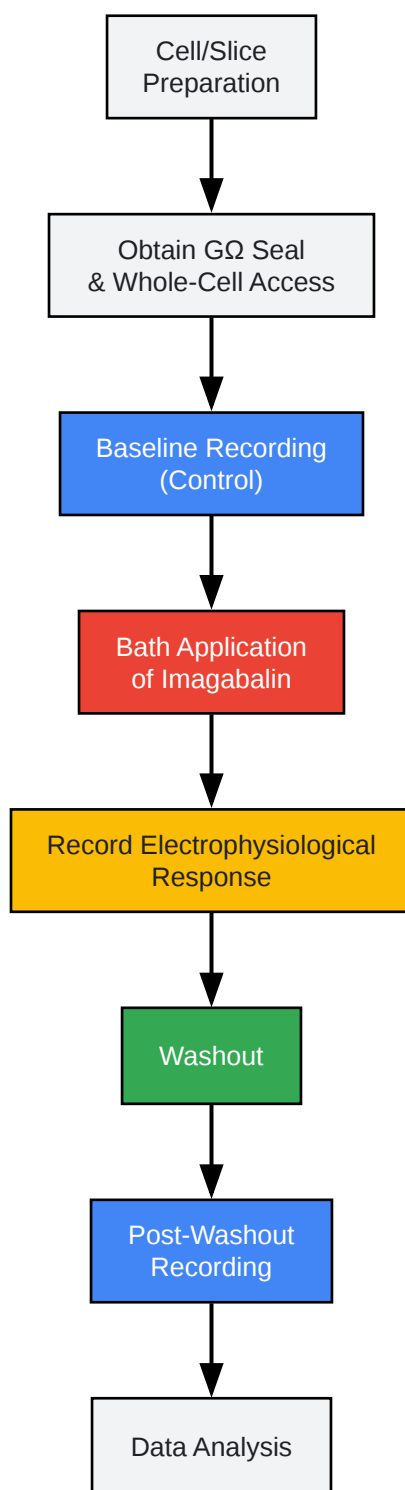 Cell/Slice
Preparation
Obtain GΩ Seal
& Whole-Cell Access
Baseline Recording
(Control)
Bath Application
of Imagabalin
Record Electrophysiological
Response
Washout
Post-Washout
Recording
Data Analysis